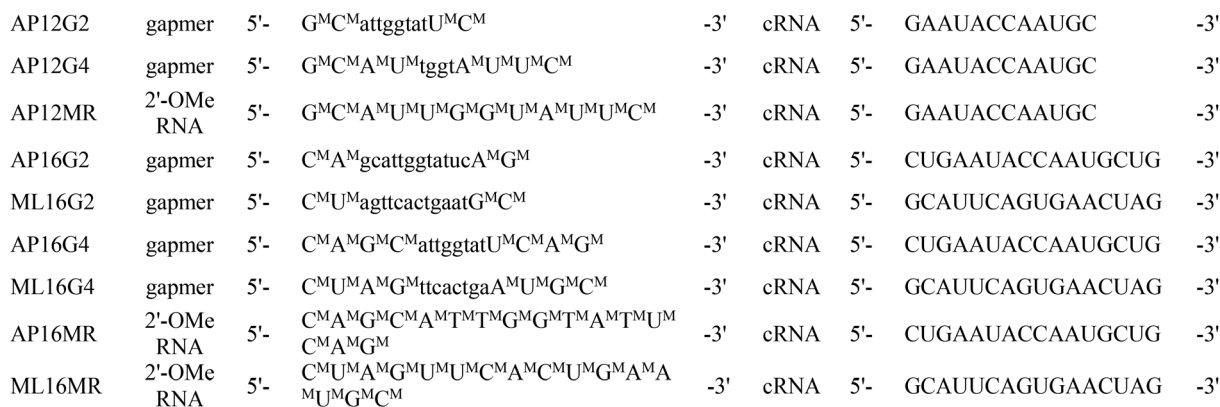 AP12G2 gapmer 5'- GᴹCᴹattggtatUᴹCᴹ -3' cRNA 5'- GAAUACCAAUGC -3'
AP12G4 gapmer 5'- GᴹCᴹAᴹUᴹtggtAᴹUᴹUᴹCᴹ -3' cRNA 5'- GAAUACCAAUGC -3'
AP12MR 2'-OMe RNA 5'- GᴹCᴹAᴹUᴹUᴹGᴹGᴹUᴹAᴹUᴹUᴹCᴹ -3' cRNA 5'- GAAUACCAAUGC -3'
AP16G2 gapmer 5'- CᴹAᴹgcattggtatucAᴹGᴹ -3' cRNA 5'- CUGAAUACCAAUGCUG -3'
ML16G2 gapmer 5'- CᴹUᴹagttcactgaatGᴹCᴹ -3' cRNA 5'- GCAUUCAGUGAACUAG -3'
AP16G4 gapmer 5'- CᴹAᴹGᴹCᴹattggtatUᴹCᴹAᴹGᴹ -3' cRNA 5'- CUGAAUACCAAUGCUG -3'
ML16G4 gapmer 5'- CᴹUᴹAᴹGᴹttcactgaAᴹUᴹGᴹCᴹ -3' cRNA 5'- GCAUUCAGUGAACUAG -3'
AP16MR 2'-OMe RNA 5'- CᴹAᴹGᴹCᴹAᴹTᴹTᴹGᴹGᴹTᴹAᴹTᴹUᴹ
CᴹAᴹGᴹ -3' cRNA 5'- CUGAAUACCAAUGCUG -3'
ML16MR 2'-OMe RNA 5'- CᴹUᴹAᴹGᴹUᴹUᴹCᴹAᴹCᴹUᴹGᴹAᴹA
ᴹUᴹGᴹCᴹ -3' cRNA 5'- GCAUUCAGUGAACUAG -3'